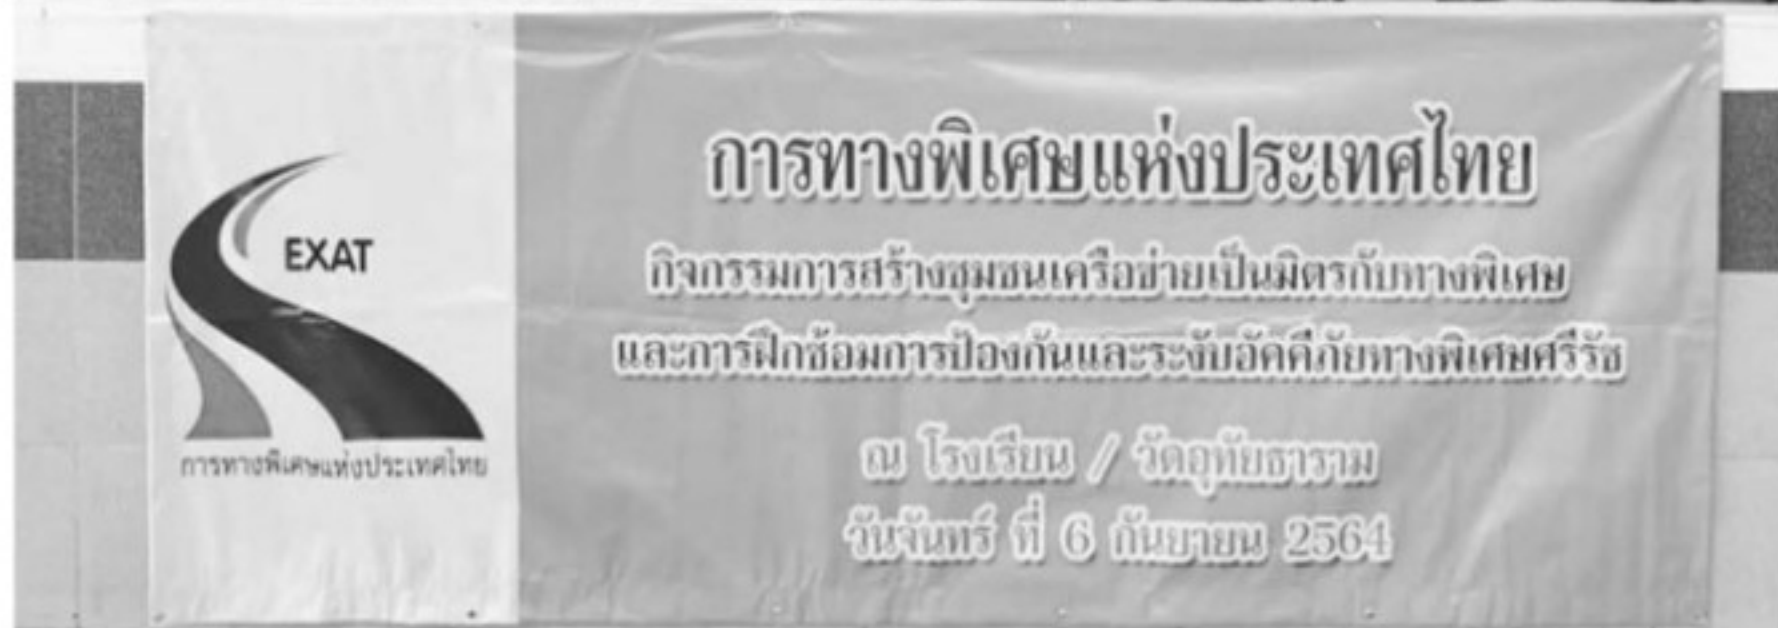 EXAT
การทางพิเศษแห่งประเทศไทย
การทางพิเศษแห่งประเทศไทย
กิจกรรมการสร้างชุมชนเครือข่ายเป็นมิตรกับทางพิเศษ
และการฝึกซ้อมการป้องกันและระงับอัคคีภัยทางพิเศษศรีรัช
ณ โรงเรียน / วัดอุทัยธาราม
วันจันทร์ ที่ 6 กันยายน 2564